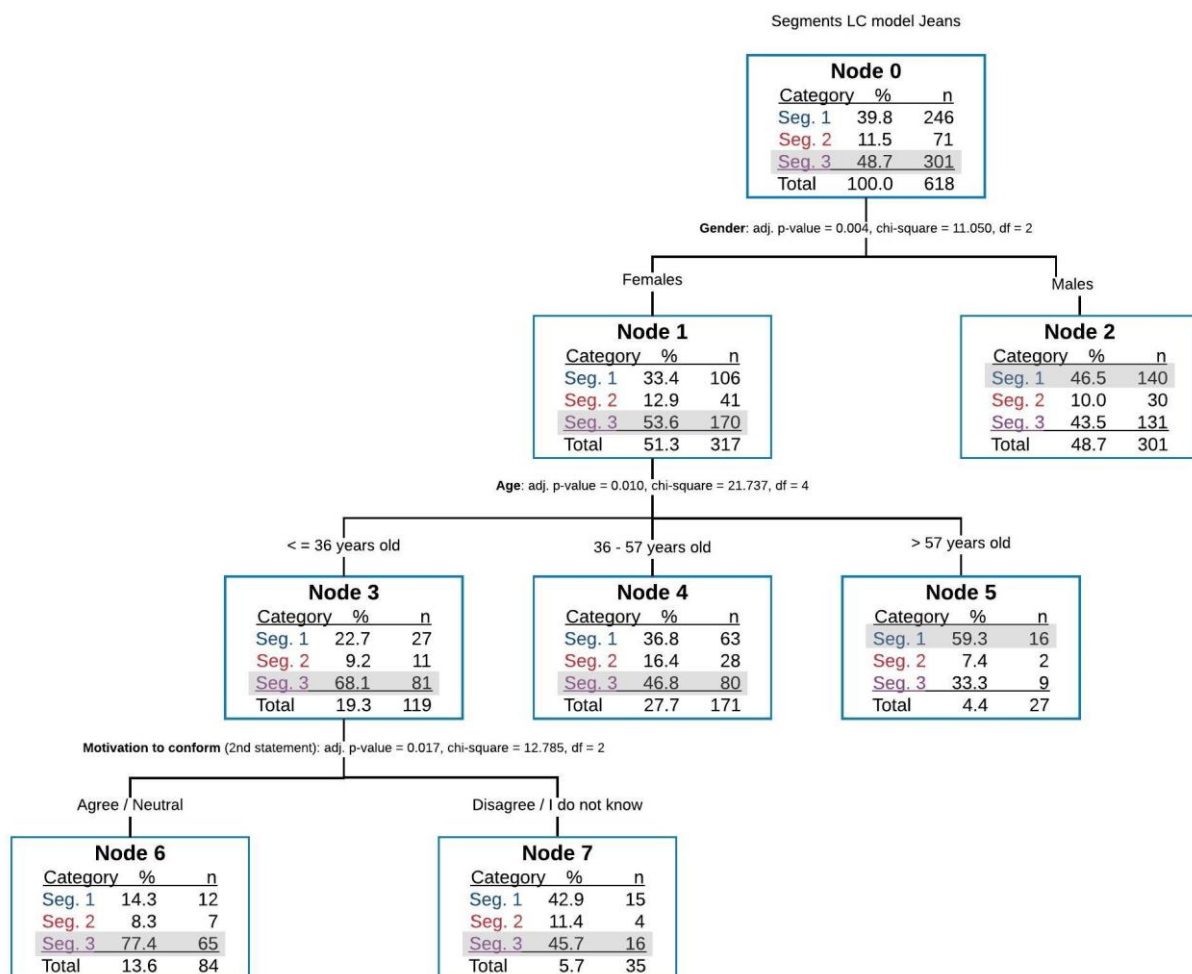 Segments LC model Jeans
Node 0
Category % n
Seg. 1 39.8 246
Seg. 2 11.5 71
Seg. 3 48.7 301
Total 100.0 618
Gender: adj. p-value = 0.004, chi-square = 11.050, df = 2
Females
Males
Node 1
Category % n
Seg. 1 33.4 106
Seg. 2 12.9 41
Seg. 3 53.6 170
Total 51.3 317
Node 2
Category % n
Seg. 1 46.5 140
Seg. 2 10.0 30
Seg. 3 43.5 131
Total 48.7 301
Age: adj. p-value = 0.010, chi-square = 21.737, df = 4
< = 36 years old
36 - 57 years old
> 57 years old
Node 3
Category % n
Seg. 1 22.7 27
Seg. 2 9.2 11
Seg. 3 68.1 81
Total 19.3 119
Node 4
Category % n
Seg. 1 36.8 63
Seg. 2 16.4 28
Seg. 3 46.8 80
Total 27.7 171
Node 5
Category % n
Seg. 1 59.3 16
Seg. 2 7.4 2
Seg. 3 33.3 9
Total 4.4 27
Motivation to conform (2nd statement): adj. p-value = 0.017, chi-square = 12.785, df = 2
Agree / Neutral
Disagree / I do not know
Node 6
Category % n
Seg. 1 14.3 12
Seg. 2 8.3 7
Seg. 3 77.4 65
Total 13.6 84
Node 7
Category % n
Seg. 1 42.9 15
Seg. 2 11.4 4
Seg. 3 45.7 16
Total 5.7 35